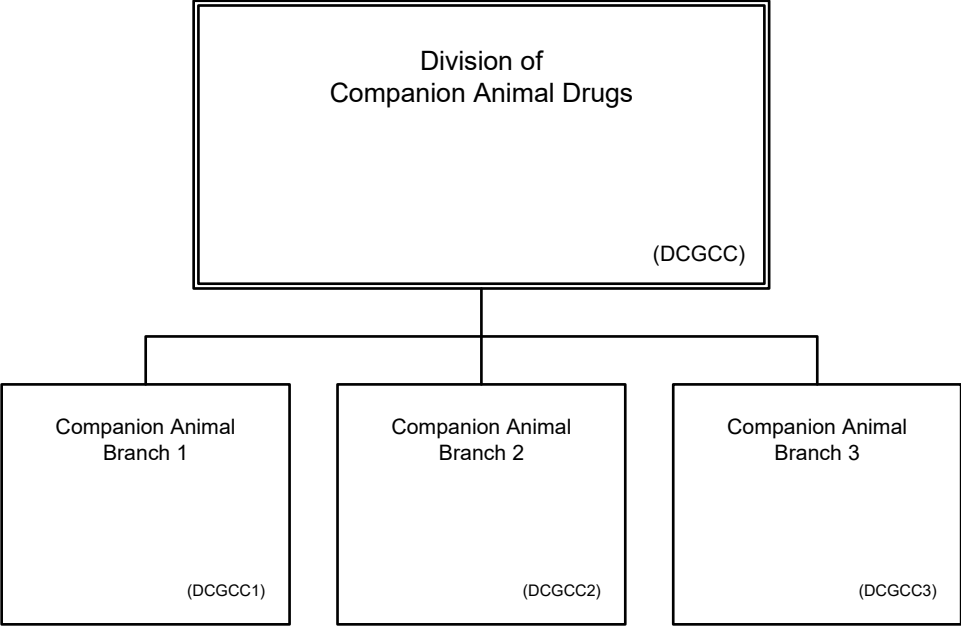 Division of
Companion Animal Drugs
(DCGCC)
Companion Animal
Branch 1
(DCGCC1)
Companion Animal
Branch 2
(DCGCC2)
Companion Animal
Branch 3
(DCGCC3)